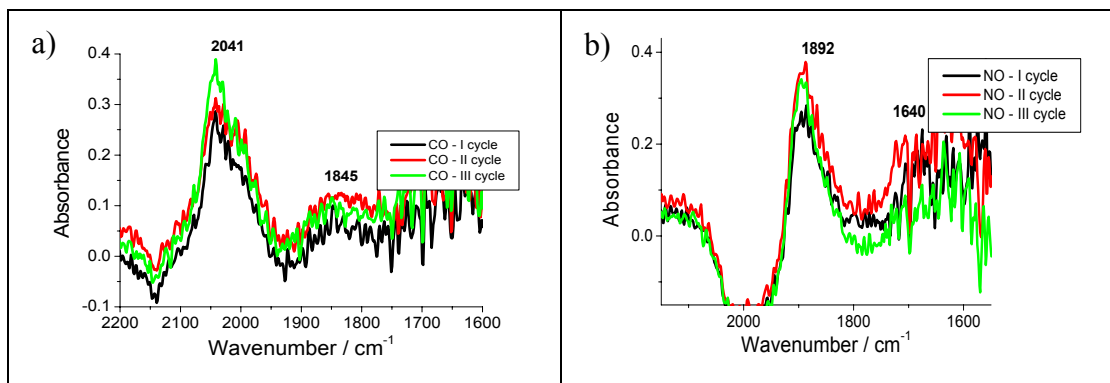 a)
2041
1845
CO - I cycle
CO - II cycle
CO - III cycle
Absorbance
0.4
0.3
0.2
0.1
0.0
-0.1
2200 2100 2000 1900 1800 1700 1600
Wavenumber / cm⁻¹
b)
1892
1640
NO - I cycle
NO - II cycle
NO - III cycle
Absorbance
0.4
0.2
0.0
2000 1800 1600
Wavenumber / cm⁻¹